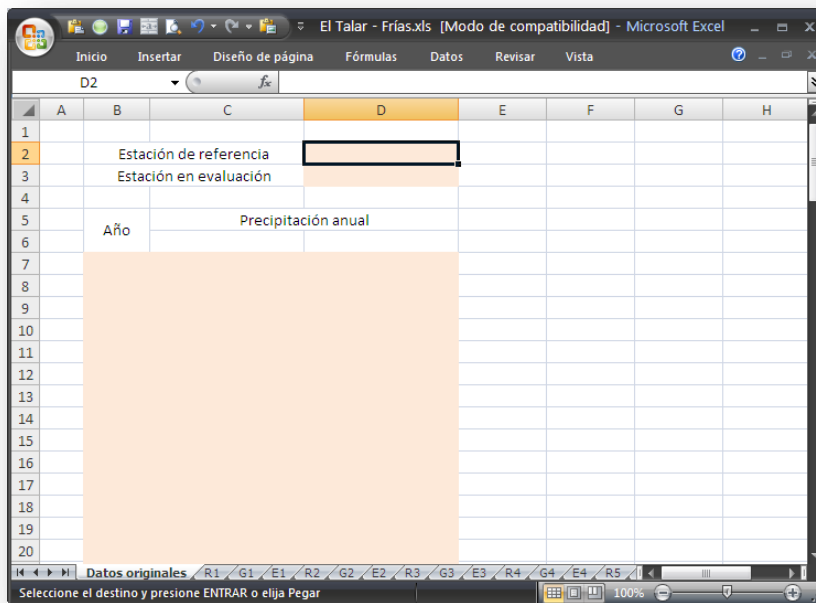 El Talar - Frías.xls [Modo de compatibilidad] - Microsoft Excel
Inicio Insertar Diseño de página Fórmulas Datos Revisar Vista
D2 fx
A B C D E F G H
1
2 Estación de referencia
3 Estación en evaluación
4
5 Precipitación anual
Año
6
7
8
9
10
11
12
13
14
15
16
17
18
19
20
Datos originales R1 G1 E1 R2 G2 E2 R3 G3 E3 R4 G4 E4 R5
Seleccione el destino y presione ENTRAR o elija Pegar 100%